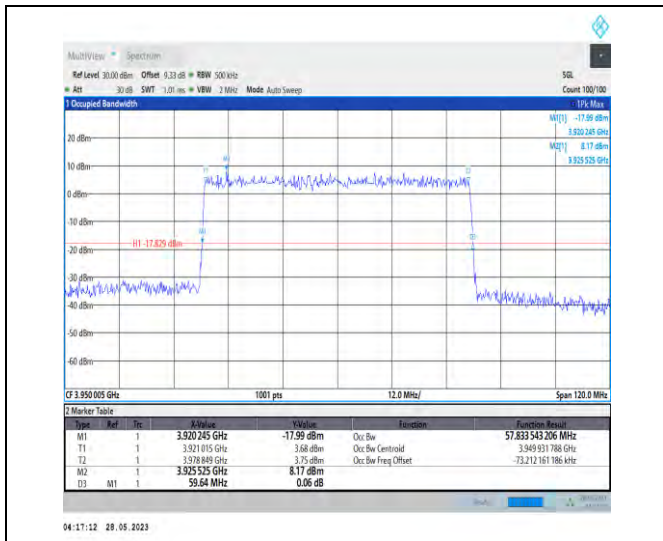 MultiView Spectrum
Ref Level 30.00 dBm Offset 9.33 dB RBW 500 kHz SGL
Att 30 dB SWT 1.01 ms VBW 2 MHz Mode Auto Sweep Count 100/100
1 Occupied Bandwidth 1Pk Max
M1[1] -17.99 dBm
3.920 245 GHz
M2[1] 8.17 dBm
3.925 525 GHz
20 dBm
10 dBm
0 dBm
-10 dBm
H1 -17.829 dBm
-20 dBm
-30 dBm
-40 dBm
-50 dBm
-60 dBm
CF 3.950 005 GHz 1001 pts 12.0 MHz/ Span 120.0 MHz
2 Marker Table
Type Ref Trc X-Value Y-Value Function Function Result
M1 1 3.920 245 GHz -17.99 dBm Occ Bw 57.833 543 206 MHz
T1 1 3.921 015 GHz 3.68 dBm Occ Bw Centroid 3.949 931 788 GHz
T2 1 3.978 849 GHz 3.75 dBm Occ Bw Freq Offset -73.212 161 186 kHz
M2 1 3.925 525 GHz 8.17 dBm
D3 M1 1 59.64 MHz 0.06 dB
04:17:12 28.05.2023